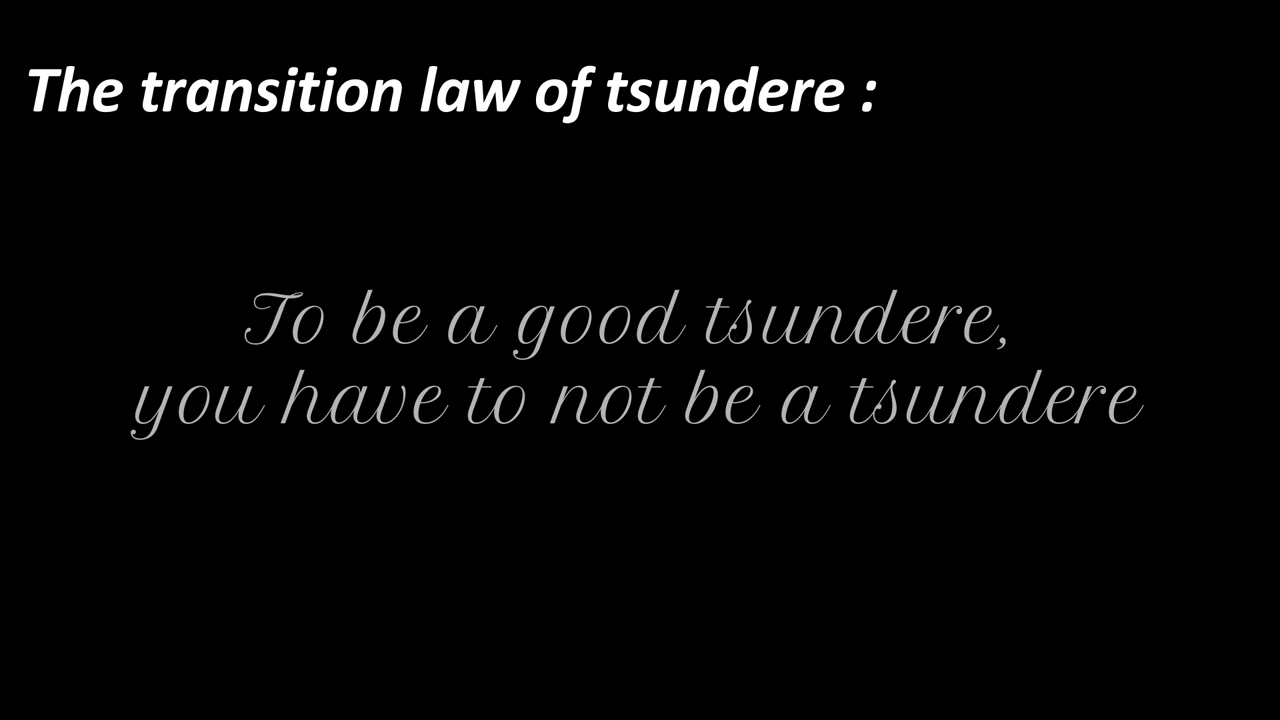 The transition law of tsundere :
To be a good tsundere,
you have to not be a tsundere